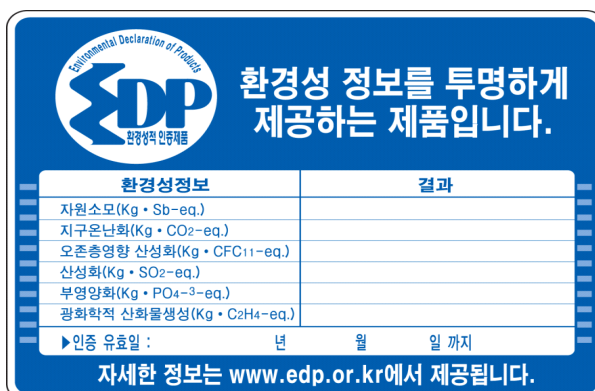 Environmental Declaration of Products
EDP
환경성적 인증제품
환경성 정보를 투명하게
제공하는 제품입니다.
환경성정보 결과
자원소모(Kg • Sb-eq.)
지구온난화(Kg • CO2-eq.)
오존층영향 산성화(Kg • CFC11-eq.)
산성화(Kg • SO2-eq.)
부영양화(Kg • PO4-3-eq.)
광화학적 산화물생성(Kg • C2H4-eq.)
▶인증 유효일 : 년 월 일 까지
자세한 정보는 www.edp.or.kr에서 제공됩니다.